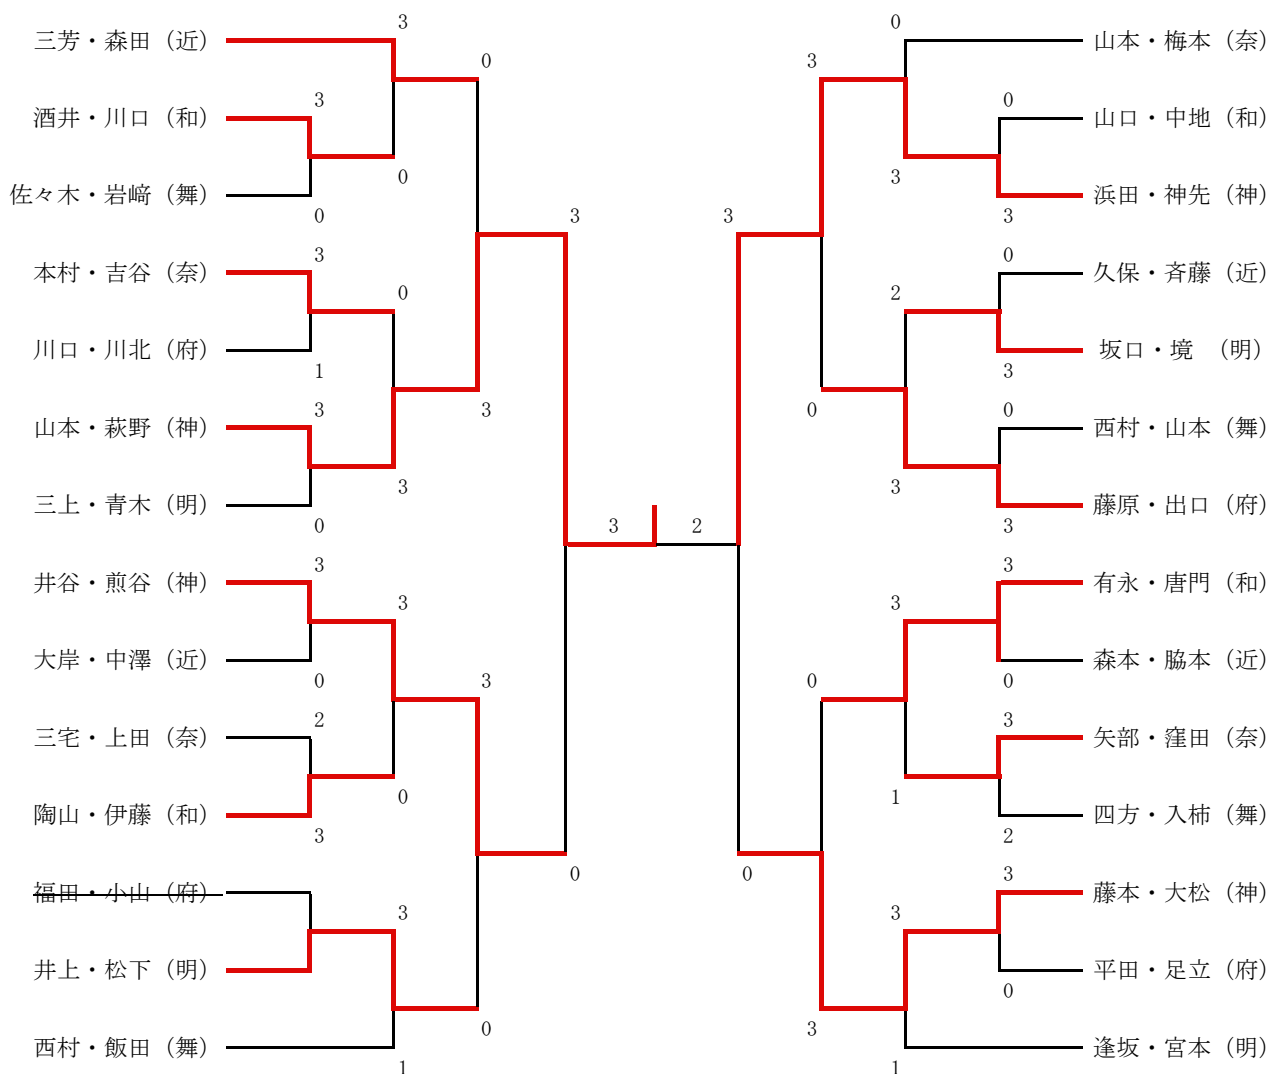 三芳・森田（近）
酒井・川口（和）
佐々木・岩﨑（舞）
本村・吉谷（奈）
川口・川北（府）
山本・萩野（神）
三上・青木（明）
井谷・煎谷（神）
大岸・中澤（近）
三宅・上田（奈）
陶山・伊藤（和）
福田・小山（府）
井上・松下（明）
西村・飯田（舞）
3
0
3
1
3
0
3
0
2
3
3
0
0
3
3
0
3
1
0
3
3
0
3
0
3
2
3
0
3
0
0
3
0
3
2
3
3
1
3
1
0
3
0
3
0
3
3
0
3
2
3
0
山本・梅本（奈）
山口・中地（和）
浜田・神先（神）
久保・斉藤（近）
坂口・境　（明）
西村・山本（舞）
藤原・出口（府）
有永・唐門（和）
森本・脇本（近）
矢部・窪田（奈）
四方・入柿（舞）
藤本・大松（神）
平田・足立（府）
逢坂・宮本（明）